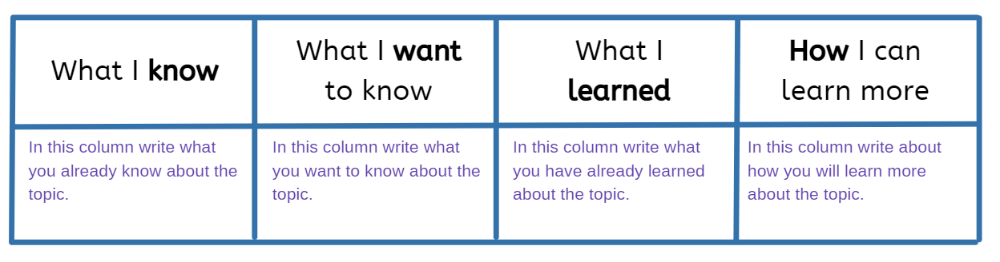 What I know
What I want
to know
What I
learned
How I can
learn more
In this column write what
you already know about the
topic.
In this column write what
you want to know about the
topic.
In this column write what
you have already learned
about the topic.
In this column write about
how you will learn more
about the topic.